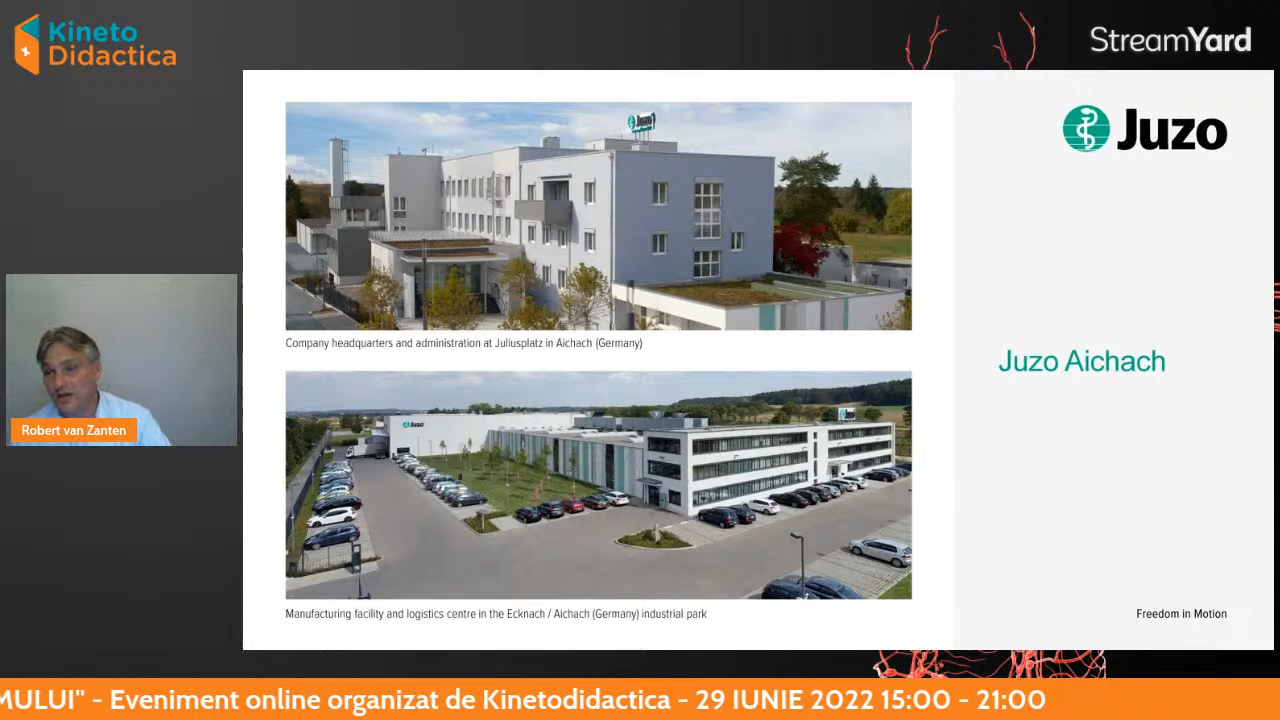 Kineto
Didactica
StreamYard
Juzo
Juzo
Company headquarters and administration at Juliusplatz in Aichach (Germany)
Juzo Aichach
Robert van Zanten
Juzo
Manufacturing facility and logistics centre in the Ecknach / Aichach (Germany) industrial park
Freedom in Motion
MULUI" - Eveniment online organizat de Kinetodidactica - 29 IUNIE 2022 15:00 - 21:00